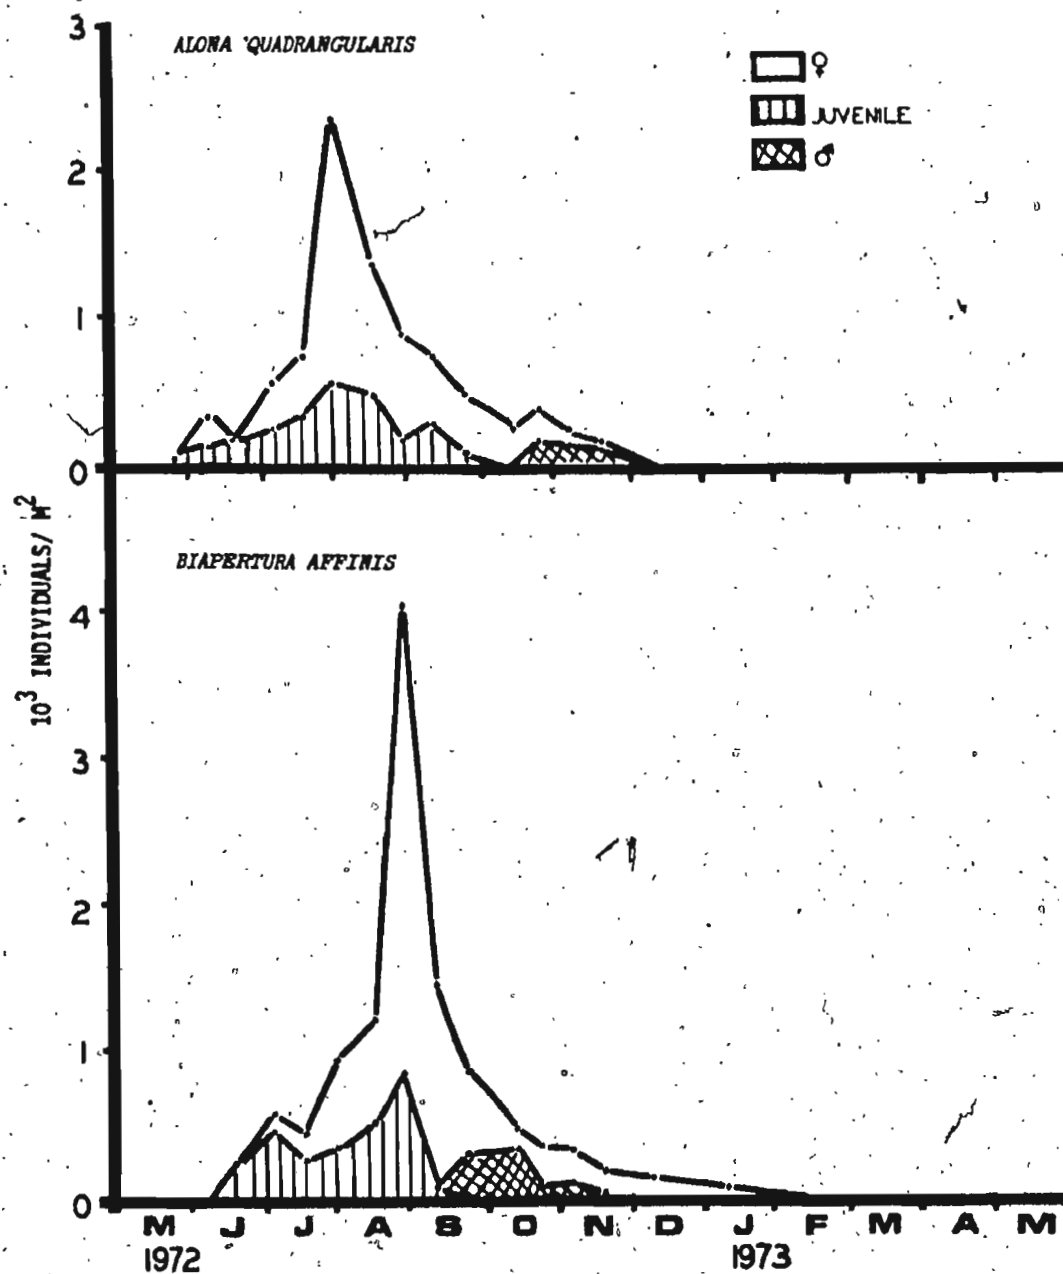 3
ALONA QUADRANGULARIS
♀
JUVENILE
♂
2
1
0
10³ INDIVIDUALS/ M²
BIAPERTURA AFFINIS
4
3
2
1
0
M J J A S O N D J F M A M
1972 1973